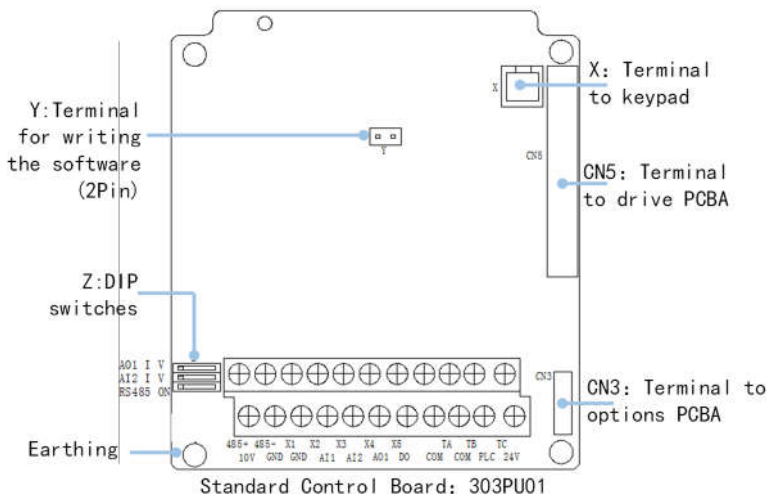 X: Terminal
to keypad
X
Y:Terminal
for writing
the software
(2Pin)
Y
CN5
CN5: Terminal
to drive PCBA
Z:DIP
switches
AO1 I V
AI2 I V
RS485 ON
CN3
CN3: Terminal to
options PCBA
485+ 485- X1 X2 X3 X4 X5 TA TB TC
10V GND GND AI1 AI2 AO1 DO COM COM PLC 24V
Earthing
Standard Control Board: 303PU01